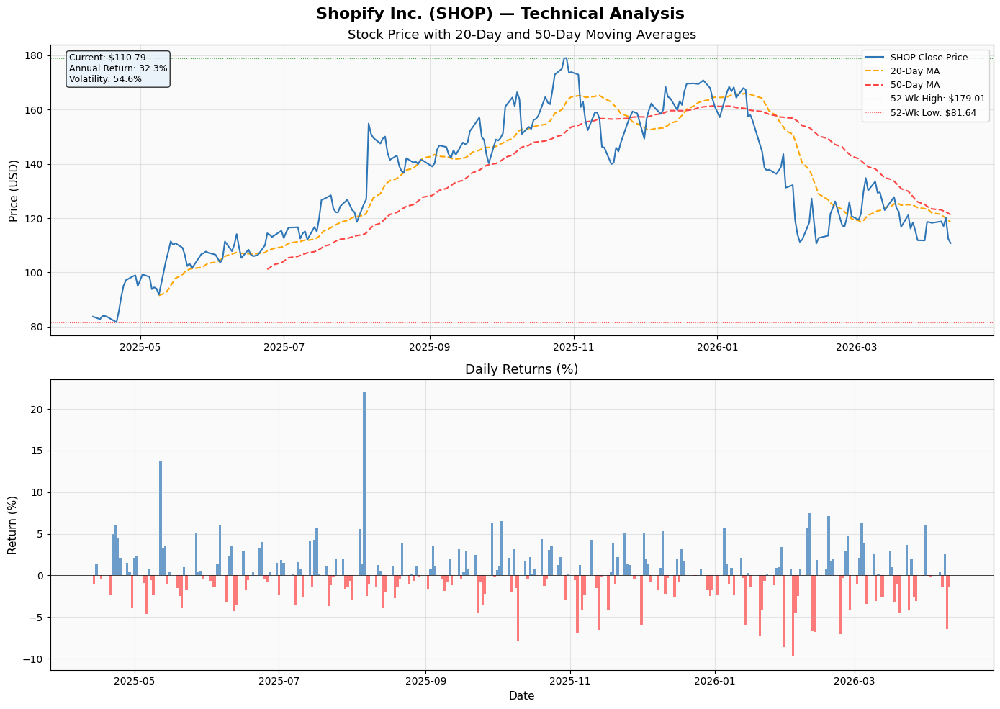 Shopify Inc. (SHOP) — Technical Analysis
Stock Price with 20-Day and 50-Day Moving Averages
Current: $110.79
Annual Return: 32.3%
Volatility: 54.6%
SHOP Close Price
20-Day MA
50-Day MA
52-Wk High: $179.01
52-Wk Low: $81.64
Price (USD)
180
160
140
120
100
80
2025-05 2025-07 2025-09 2025-11 2026-01 2026-03
Daily Returns (%)
Return (%)
20
15
10
5
0
−5
−10
2025-05 2025-07 2025-09 2025-11 2026-01 2026-03
Date